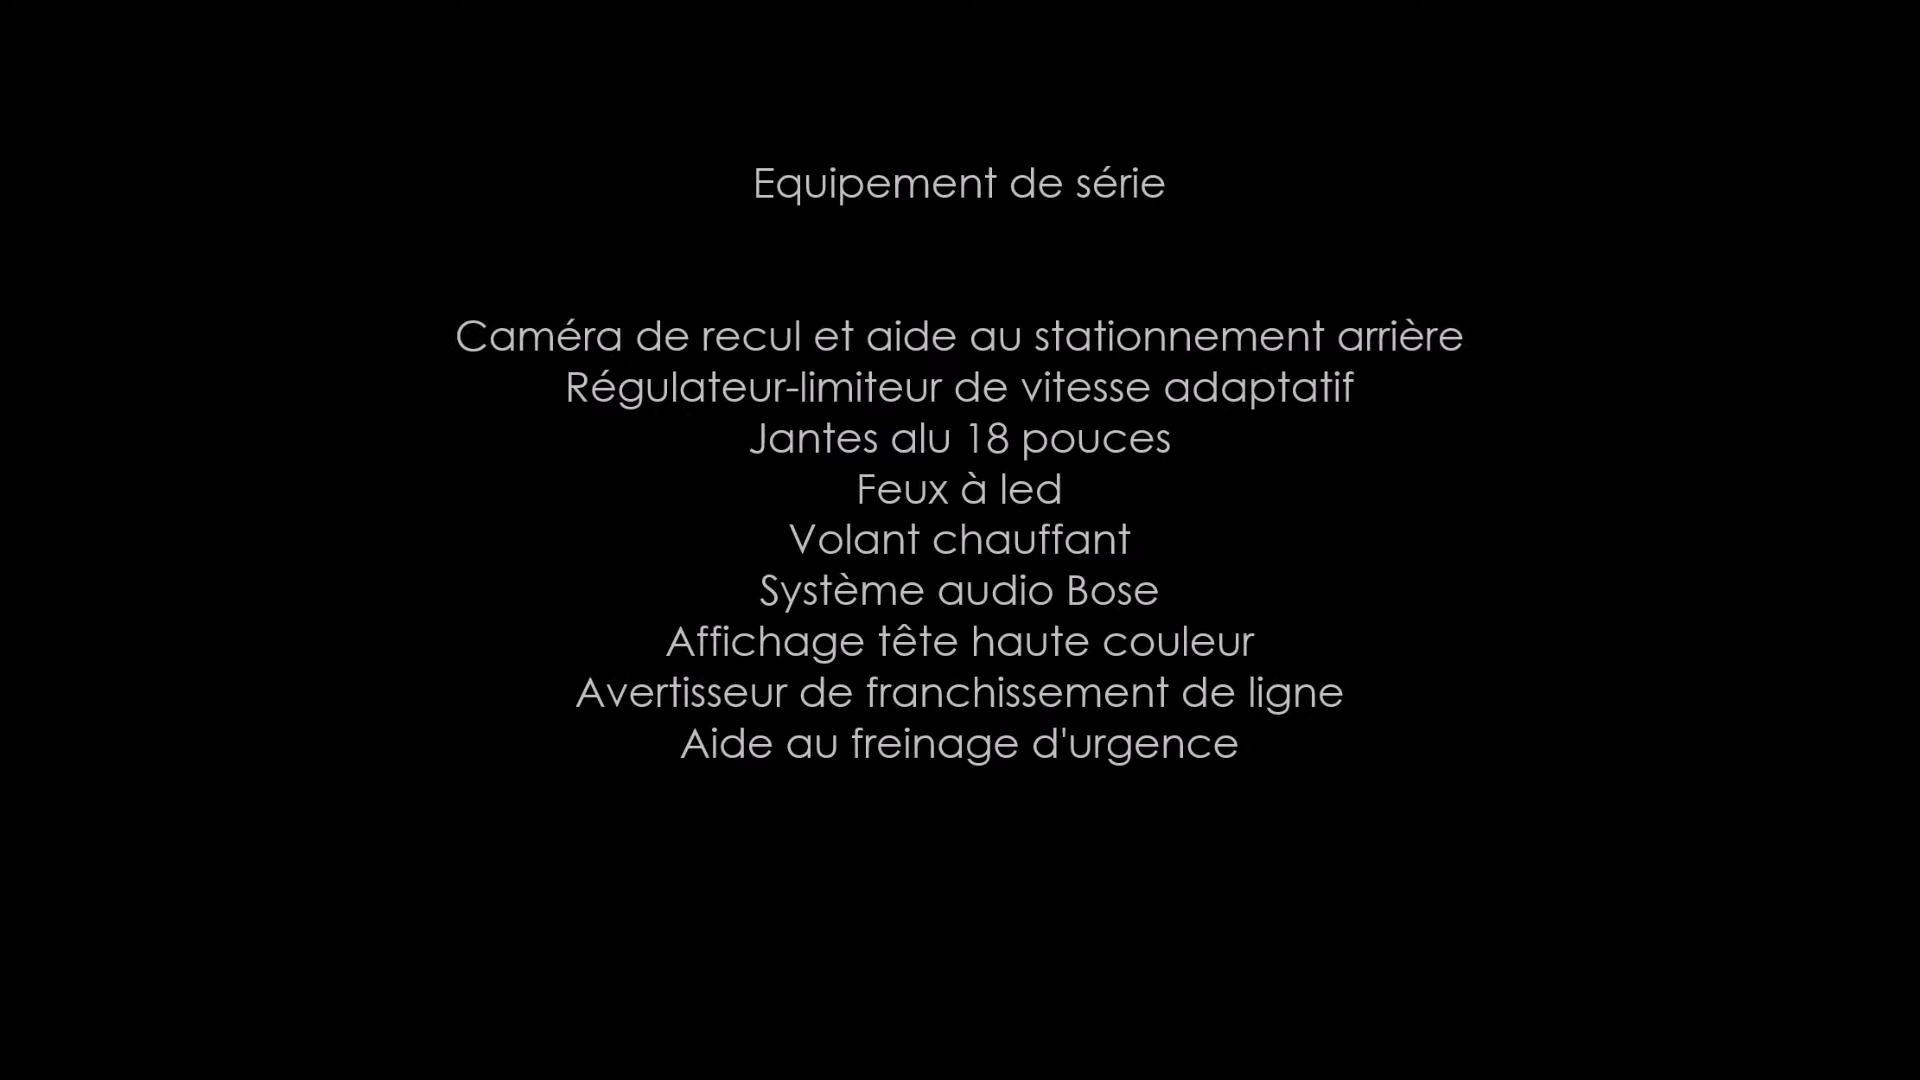 Equipement de série
Caméra de recul et aide au stationnement arrière
Régulateur-limiteur de vitesse adaptatif
Jantes alu 18 pouces
Feux à led
Volant chauffant
Système audio Bose
Affichage tête haute couleur
Avertisseur de franchissement de ligne
Aide au freinage d'urgence